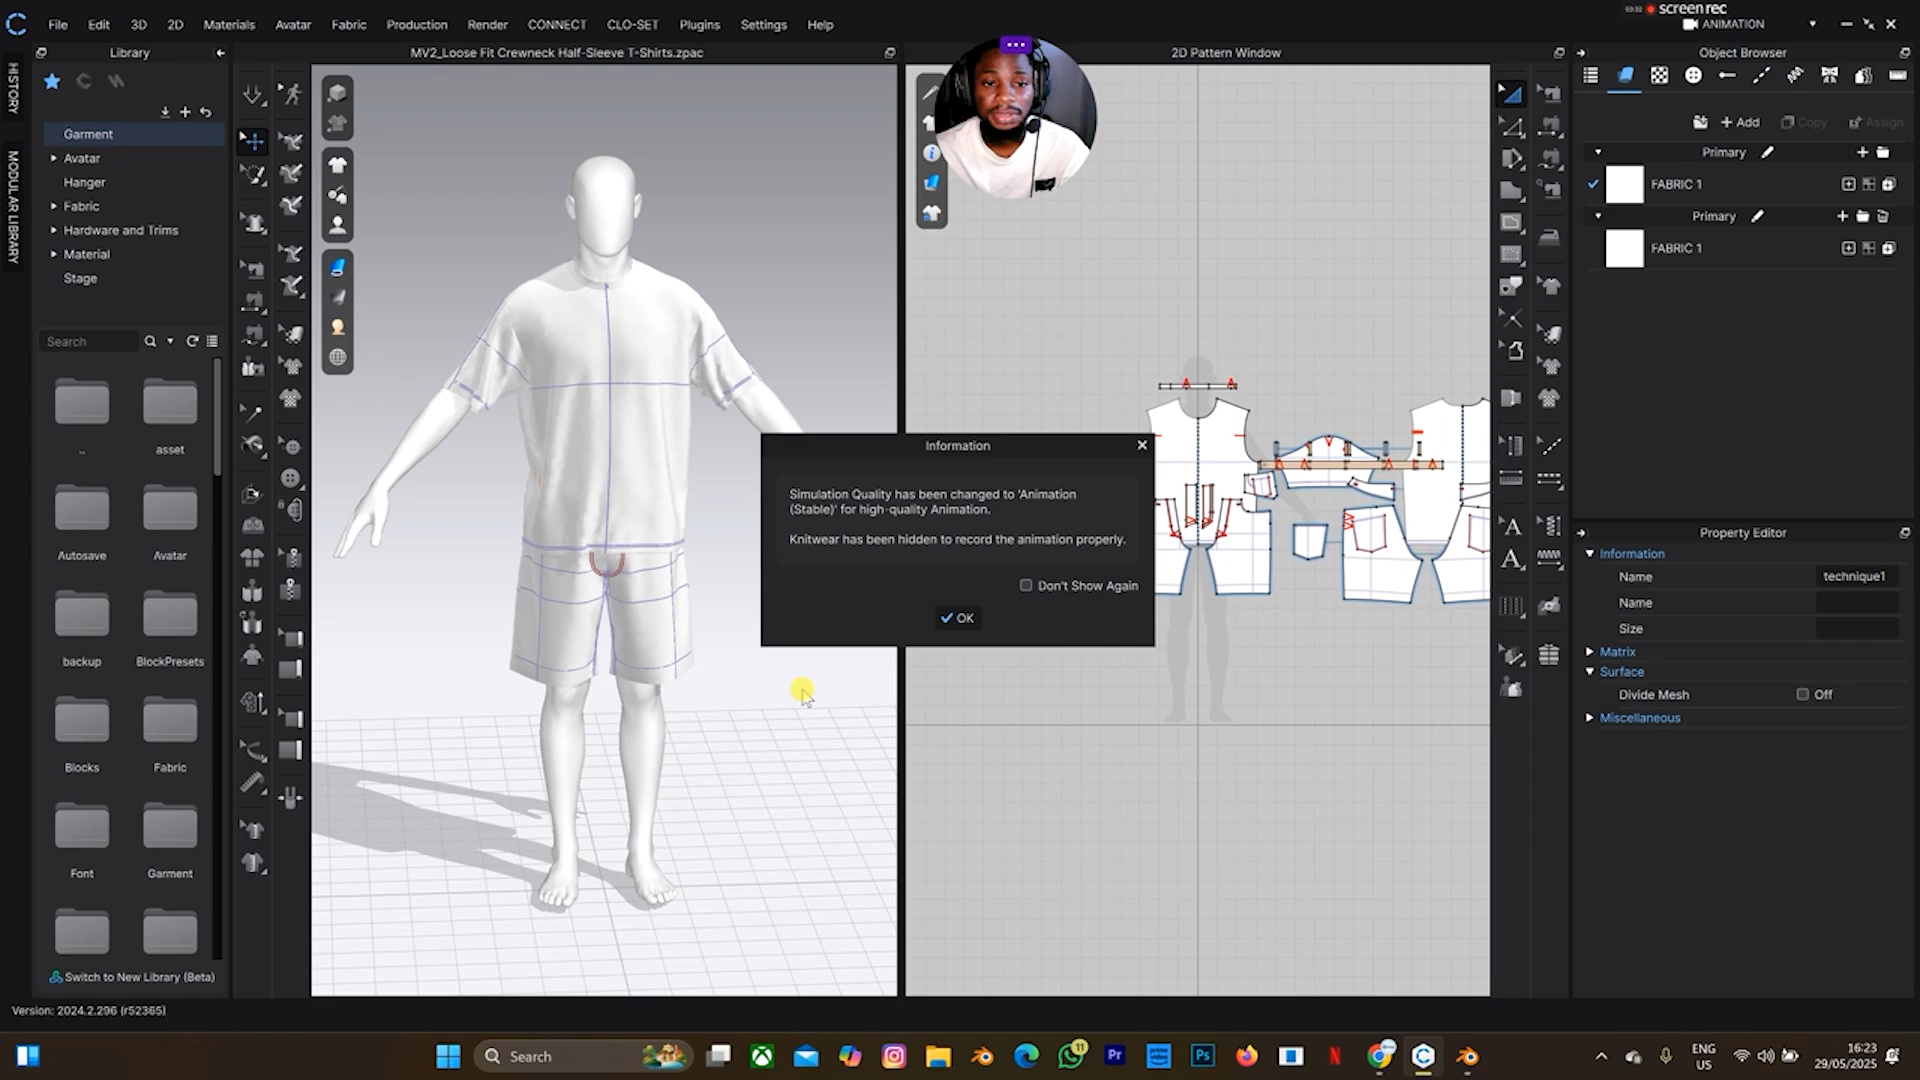 03:32 screenrec
File Edit 3D 2D Materials Avatar Fabric Production Render CONNECT CLO-SET Plugins Settings Help
ANIMATION
Library
MV2_Loose Fit Crewneck Half-Sleeve T-Shirts.zpac
2D Pattern Window
Object Browser
HISTORY
MODULAR LIBRARY
Garment
Avatar
Hanger
Fabric
Hardware and Trims
Material
Stage
Search
..
asset
Autosave
Avatar
backup
BlockPresets
Blocks
Fabric
Font
Garment
Switch to New Library (Beta)
Information
Simulation Quality has been changed to 'Animation
(Stable)' for high-quality Animation.
Knitwear has been hidden to record the animation properly.
Don't Show Again
OK
+ Add Copy Assign
Primary
FABRIC 1
Primary
FABRIC 1
Property Editor
Information
Name technique1
Name
Size
Matrix
Surface
Divide Mesh Off
Miscellaneous
Version: 2024.2.296 (r52365)
Search
11
Pr
Ps
ENG
US
16:23
29/05/2025